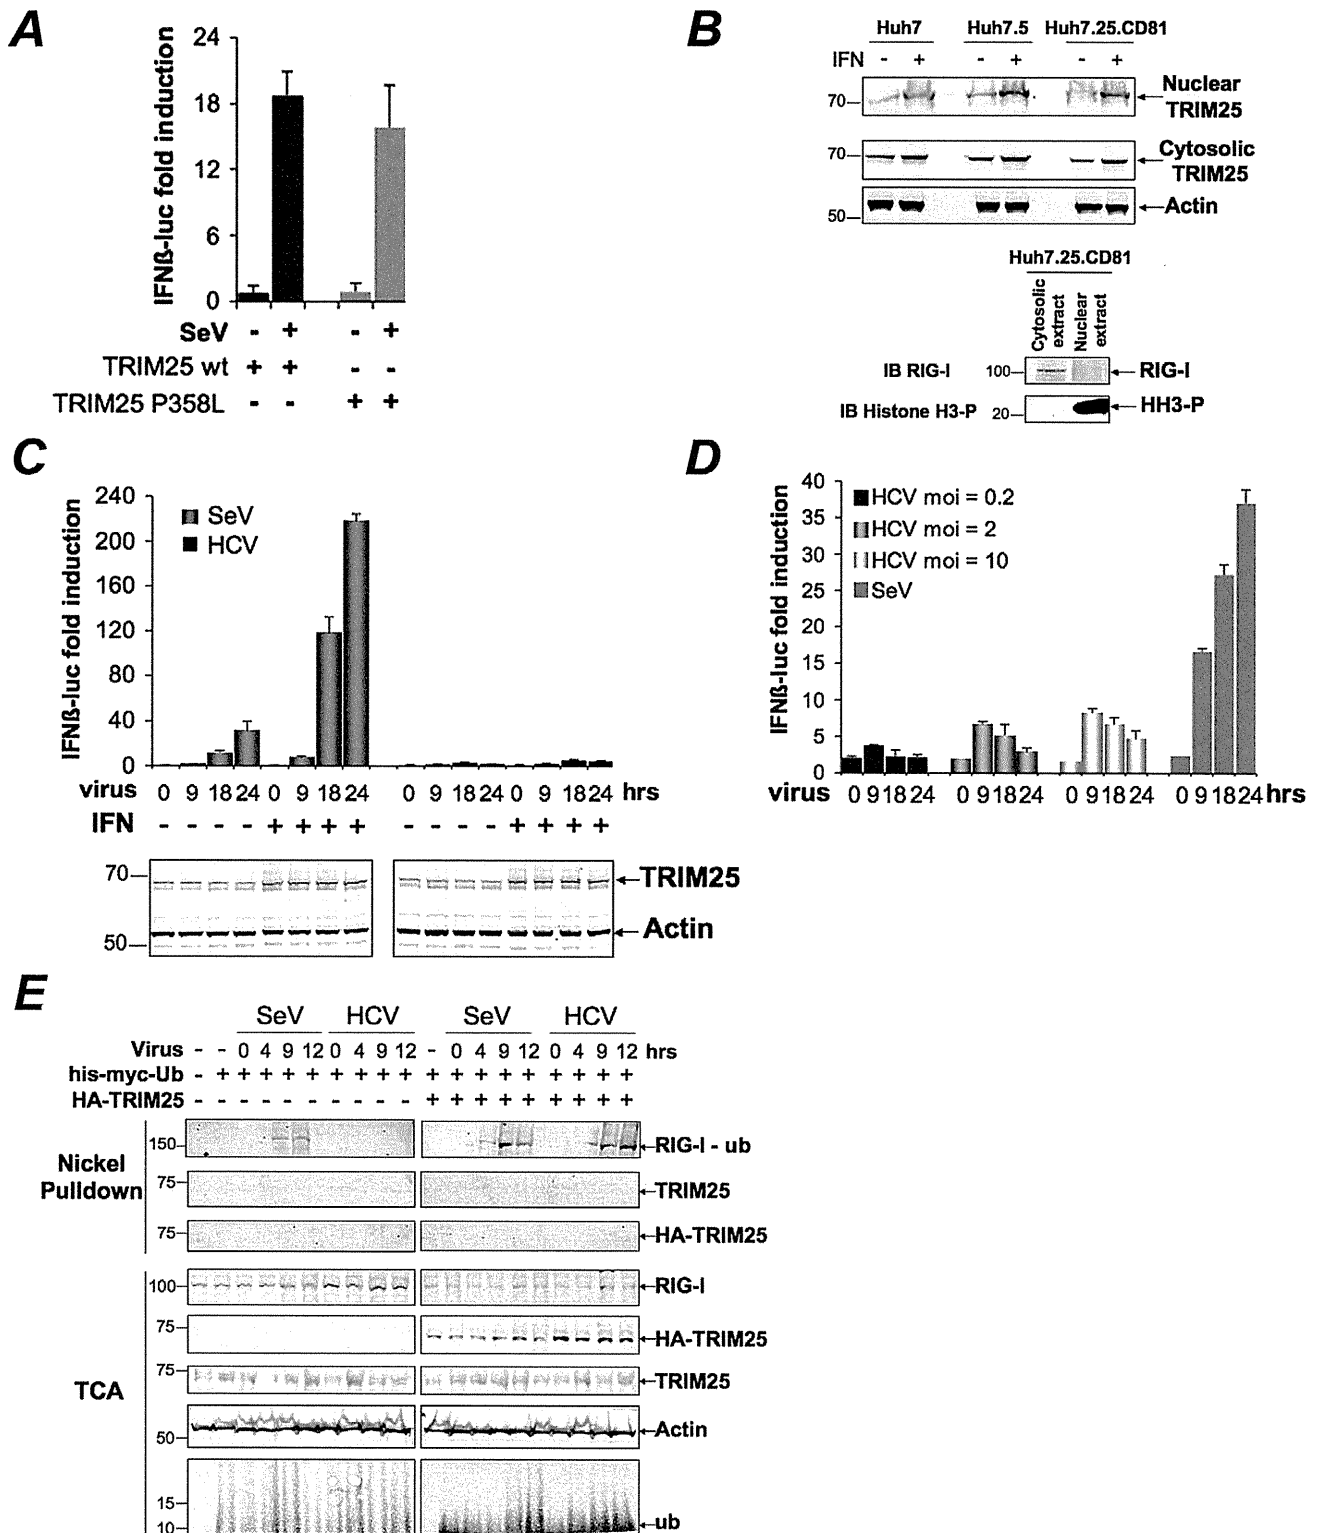 A
IFNß-luc fold induction
24
18
12
6
0
SeV - + - +
TRIM25 wt + + - -
TRIM25 P358L - - + +
B
Huh7 Huh7.5 Huh7.25.CD81
IFN - + - + - +
70 Nuclear TRIM25
70 Cytosolic TRIM25
50 Actin
Huh7.25.CD81
Cytosolic extract
Nuclear extract
IB RIG-I 100 RIG-I
IB Histone H3-P 20 HH3-P
C
IFNß-luc fold induction
240
200
160
120
80
40
0
SeV
HCV
virus 0 9 18 24 0 9 18 24 0 9 18 24 0 9 18 24 hrs
IFN - - - - + + + + - - - - + + + +
70 TRIM25
50 Actin
D
IFNß-luc fold induction
40
35
30
25
20
15
10
5
0
HCV moi = 0.2
HCV moi = 2
HCV moi = 10
SeV
virus 0 9 18 24 0 9 18 24 0 9 18 24 0 9 18 24 hrs
E
SeV HCV SeV HCV
Virus - - 0 4 9 12 0 4 9 12 - 0 4 9 12 0 4 9 12 hrs
his-myc-Ub - + + + + + + + + + + + + + + + + + +
HA-TRIM25 - - - - - - - - - - + + + + + + + + +
Nickel Pulldown
150 RIG-I - ub
75 TRIM25
75 HA-TRIM25
TCA
100 RIG-I
75 HA-TRIM25
75 TRIM25
50 Actin
15
10 ub